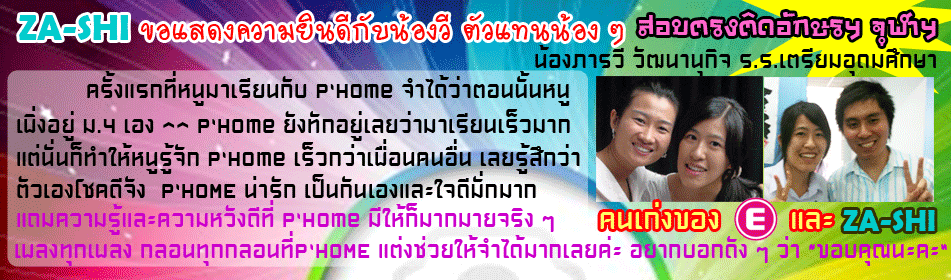 ZA-SHI ขอแสดงความยินดีกับน้องวี ตัวแทนน้อง ๆ สอบตรงติดอักษรฯ จุฬาฯ
น้องภารวี วัฒนานุกิจ ร.ร.เตรียมอุดมศึกษา
ครั้งแรกที่หนูมาเรียนกับ P'HOME จำได้ว่าตอนนั้นหนู
เพิ่งอยู่ ม.4 เอง ^^ P'HOME ยังทักอยู่เลยว่ามาเรียนเร็วมาก
แต่นั่นก็ทำให้หนูรู้จัก P'HOME เร็วกว่าเพื่อนคนอื่น เลยรู้สึกว่า
ตัวเองโชคดีจัง P'HOME น่ารัก เป็นกันเองและใจดีมั่กมาก
แถมความรู้และความหวังดีที่ P'HOME มีให้ก็มากมายจริง ๆ
เพลงทุกเพลง กลอนทุกกลอนที่P'HOME แต่งช่วยให้จำได้มากเลยค่ะ อยากบอกดัง ๆ ว่า "ขอบคุณนะคะ"
คนเก่งของ E และ ZA-SHI